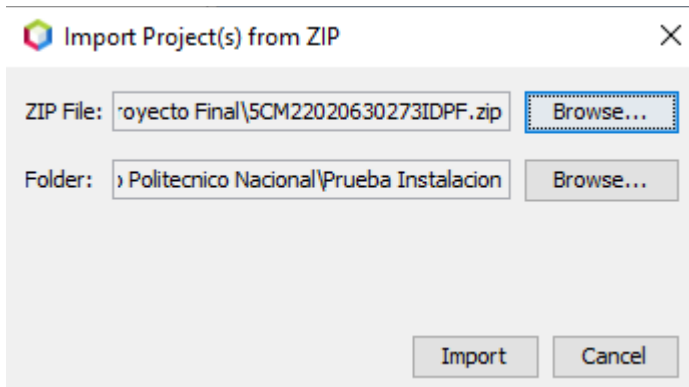 Import Project(s) from ZIP
ZIP File: royecto Final\5CM22020630273IDPF.zip Browse...
Folder: Politecnico Nacional\Prueba Instalacion Browse...
Import Cancel